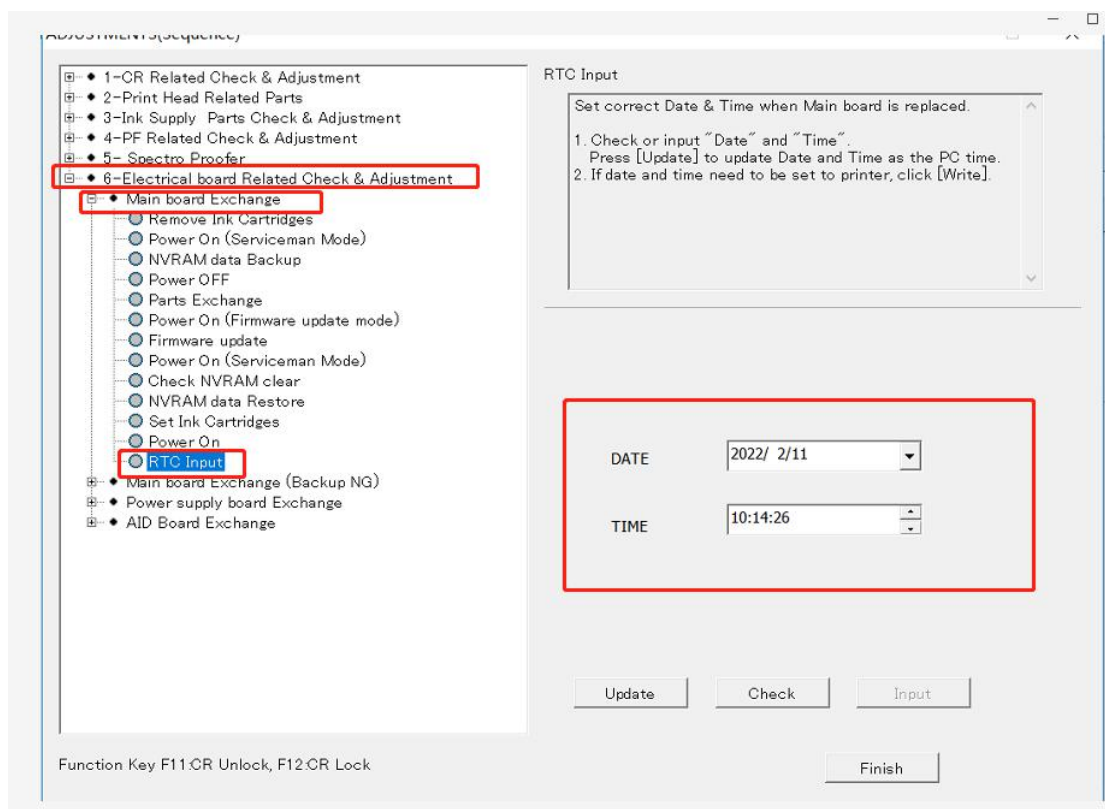 ADJUSTMENTS(Sequence)
1-CR Related Check & Adjustment
2-Print Head Related Parts
3-Ink Supply Parts Check & Adjustment
4-PF Related Check & Adjustment
5- Spectro Proofer
6-Electrical board Related Check & Adjustment
Main board Exchange
Remove Ink Cartridges
Power On (Serviceman Mode)
NVRAM data Backup
Power OFF
Parts Exchange
Power On (Firmware update mode)
Firmware update
Power On (Serviceman Mode)
Check NVRAM clear
NVRAM data Restore
Set Ink Cartridges
Power On
RTC Input
Main board Exchange (Backup NG)
Power supply board Exchange
AID Board Exchange
RTC Input
Set correct Date & Time when Main board is replaced.
1. Check or input ″Date″ and ″Time″.
Press [Update] to update Date and Time as the PC time.
2. If date and time need to be set to printer, click [Write].
DATE
2022/ 2/11
TIME
10:14:26
Update
Check
Input
Function Key F11:CR Unlock, F12:CR Lock
Finish